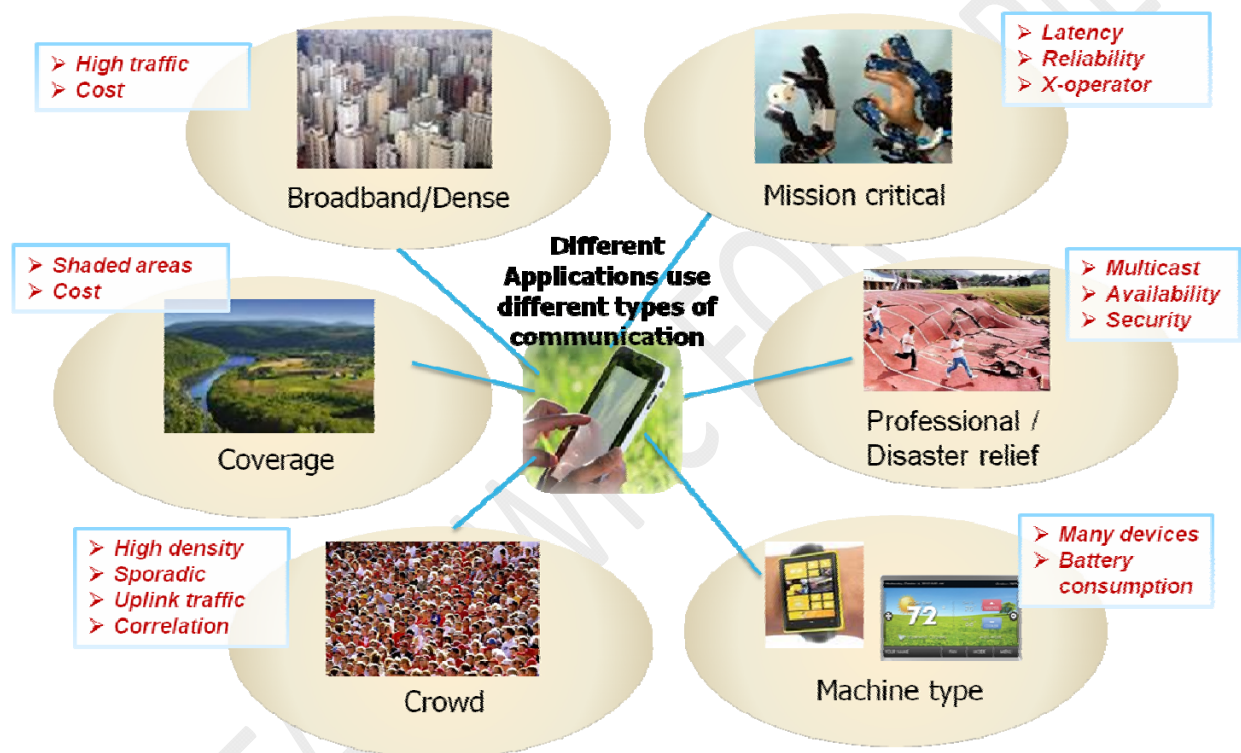 ➢ High traffic
➢ Cost
Broadband/Dense
➢ Latency
➢ Reliability
➢ X-operator
Mission critical
Different
Applications use
different types of
communication
➢ Shaded areas
➢ Cost
Coverage
➢ Multicast
➢ Availability
➢ Security
Professional /
Disaster relief
➢ High density
➢ Sporadic
➢ Uplink traffic
➢ Correlation
Crowd
➢ Many devices
➢ Battery
consumption
72
Machine type